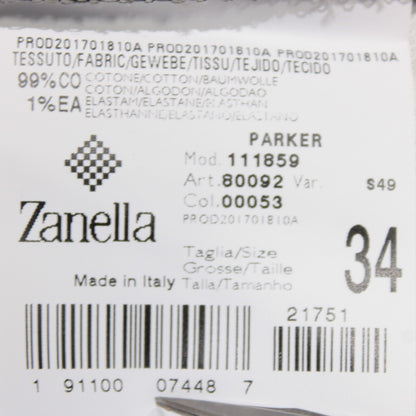 PROD201701810A PROD201701810A PROD201701810A
TESSUTO/FABRIC/GEWEBE/TISSU/TEJIDO/TECIDO
99%CO COTONE/COTTON/BAUMWOLLE
COTON/ALGODON/ALGODAO
1%EA ELASTAM/ELASTANE/ELASTHAN
ELASTHANNE/ELASTANO/ELASTANO
PARKER
Mod. 111859
Art. 80092 Var. $49
Col. 00053
PROD201701810A
Zanella
Taglia/Size
Grosse/Taille
Talla/Tamanho
34
Made in Italy
21751
1 91100 07448 7